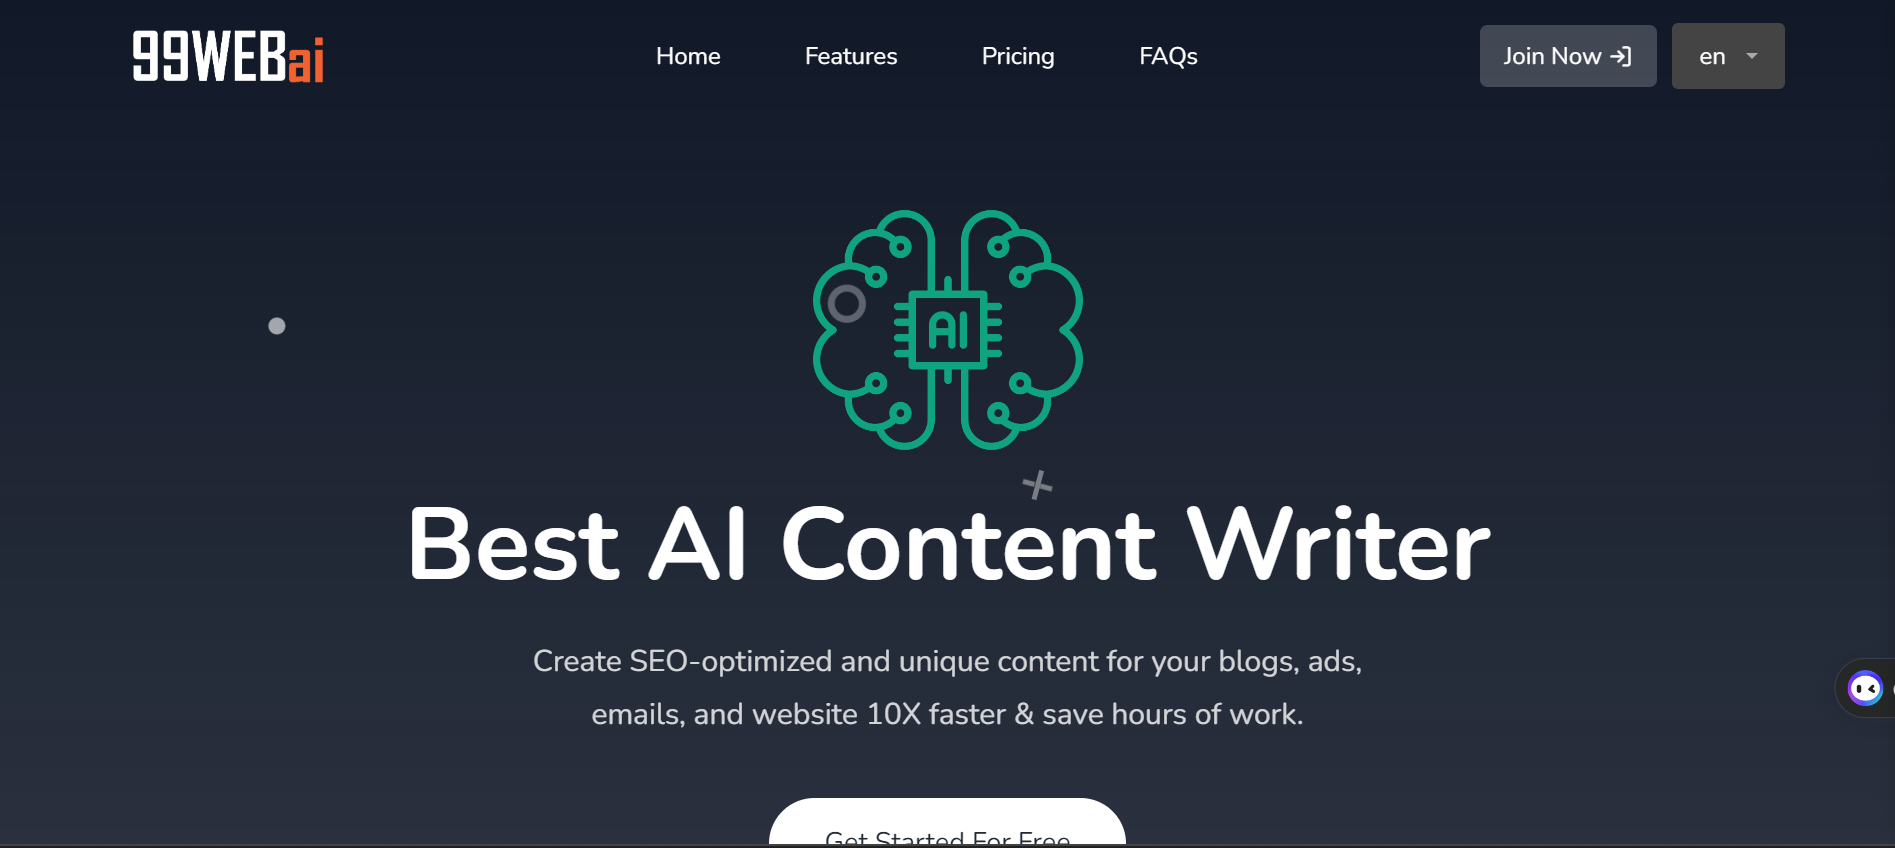 99WEBai
Home
Features
Pricing
FAQs
Join Now
en
AI
Best AI Content Writer
Create SEO-optimized and unique content for your blogs, ads,
emails, and website 10X faster & save hours of work.
Get Started For Free